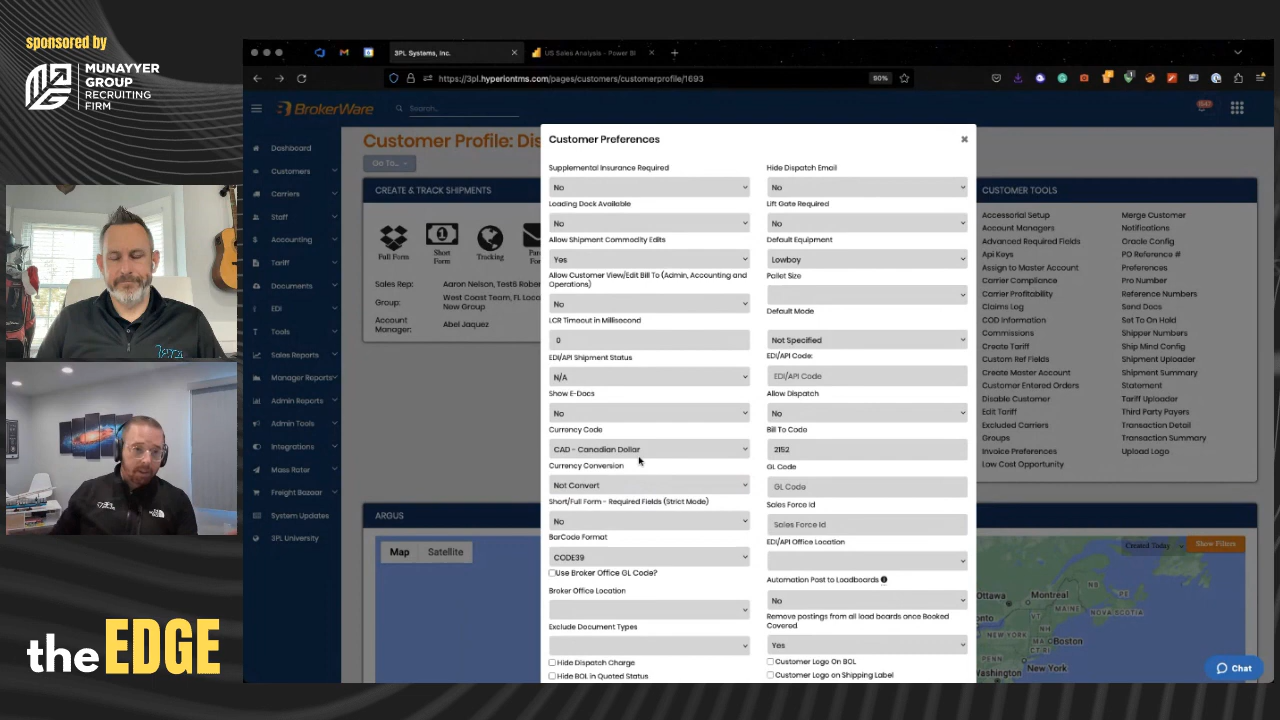 sponsored by
MUNAYYER
GROUP
RECRUITING
FIRM
the EDGE
3PL Systems, Inc.
US Sales Analysis - Power BI
https://3pl.hyperiontms.com/pages/customers/customerprofile/1693
90%
BrokerWare
Search...
Dashboard
Customers
Carriers
Staff
Accounting
Tariff
Documents
EDI
Tools
Sales Reports
Manager Reports
Admin Reports
Admin Tools
Integrations
Mass Rater
Freight Bazaar
System Updates
3PL University
Customer Profile: Dis
Go To...
CREATE & TRACK SHIPMENTS
Full Form
Short Form
Tracking
Sales Rep: Aaron Nelson, Test6 Rober
Group: West Coast Team, FL Loca
New Group
Account Manager: Abel Jaquez
ARGUS
Map
Satellite
Customer Preferences
Supplemental Insurance Required
No
Loading Dock Available
No
Allow Shipment Commodity Edits
Yes
Allow Customer View/Edit Bill To (Admin, Accounting and
Operations)
No
LCR Timeout in Millisecond
0
EDI/API Shipment Status
N/A
Show E-Docs
No
Currency Code
CAD - Canadian Dollar
Currency Conversion
Not Convert
Short/Full Form - Required Fields (Strict Mode)
No
BarCode Format
CODE39
Use Broker Office GL Code?
Broker Office Location
Exclude Document Types
Hide Dispatch Charge
Hide BOL in Quoted Status
Hide Dispatch Email
No
Lift Gate Required
No
Default Equipment
Lowboy
Pallet Size
Default Mode
Not Specified
EDI/API Code:
EDI/API Code
Allow Dispatch
No
Bill To Code
2152
GL Code
GL Code
Sales Force Id
Sales Force Id
EDI/API Office Location
Automation Post to Loadboards
No
Remove postings from all load boards once Booked
Covered
Yes
Customer Logo On BOL
Customer Logo on Shipping Label
CUSTOMER TOOLS
Accessorial Setup
Account Managers
Advanced Required Fields
Api Keys
Assign to Master Account
Carrier Compliance
Carrier Profitability
Claims Log
COD Information
Commissions
Create Tariff
Custom Ref Fields
Create Master Account
Customer Entered Orders
Disable Customer
Edit Tariff
Excluded Carriers
Groups
Invoice Preferences
Low Cost Opportunity
Merge Customer
Notifications
Oracle Config
PO Reference #
Preferences
Pro Number
Reference Numbers
Send Docs
Set To On Hold
Shipper Numbers
Ship Mind Config
Shipment Uploader
Shipment Summary
Statement
Tariff Uploader
Third Party Payers
Transaction Detail
Transaction Summary
Upload Logo
Created Today
Show Filters
Ottawa
Montréal
MAINE
NOVA SCOTIA
NEW YORK
MA
Boston
CT
RI
New York
Washington
Chat